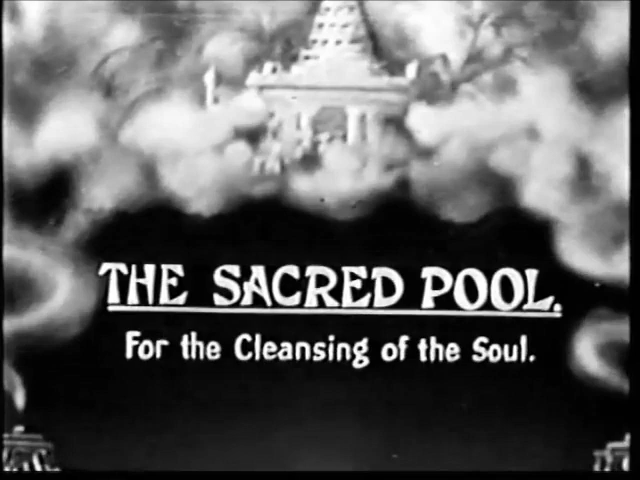 THE SACRED POOL.
For the Cleansing of the Soul.